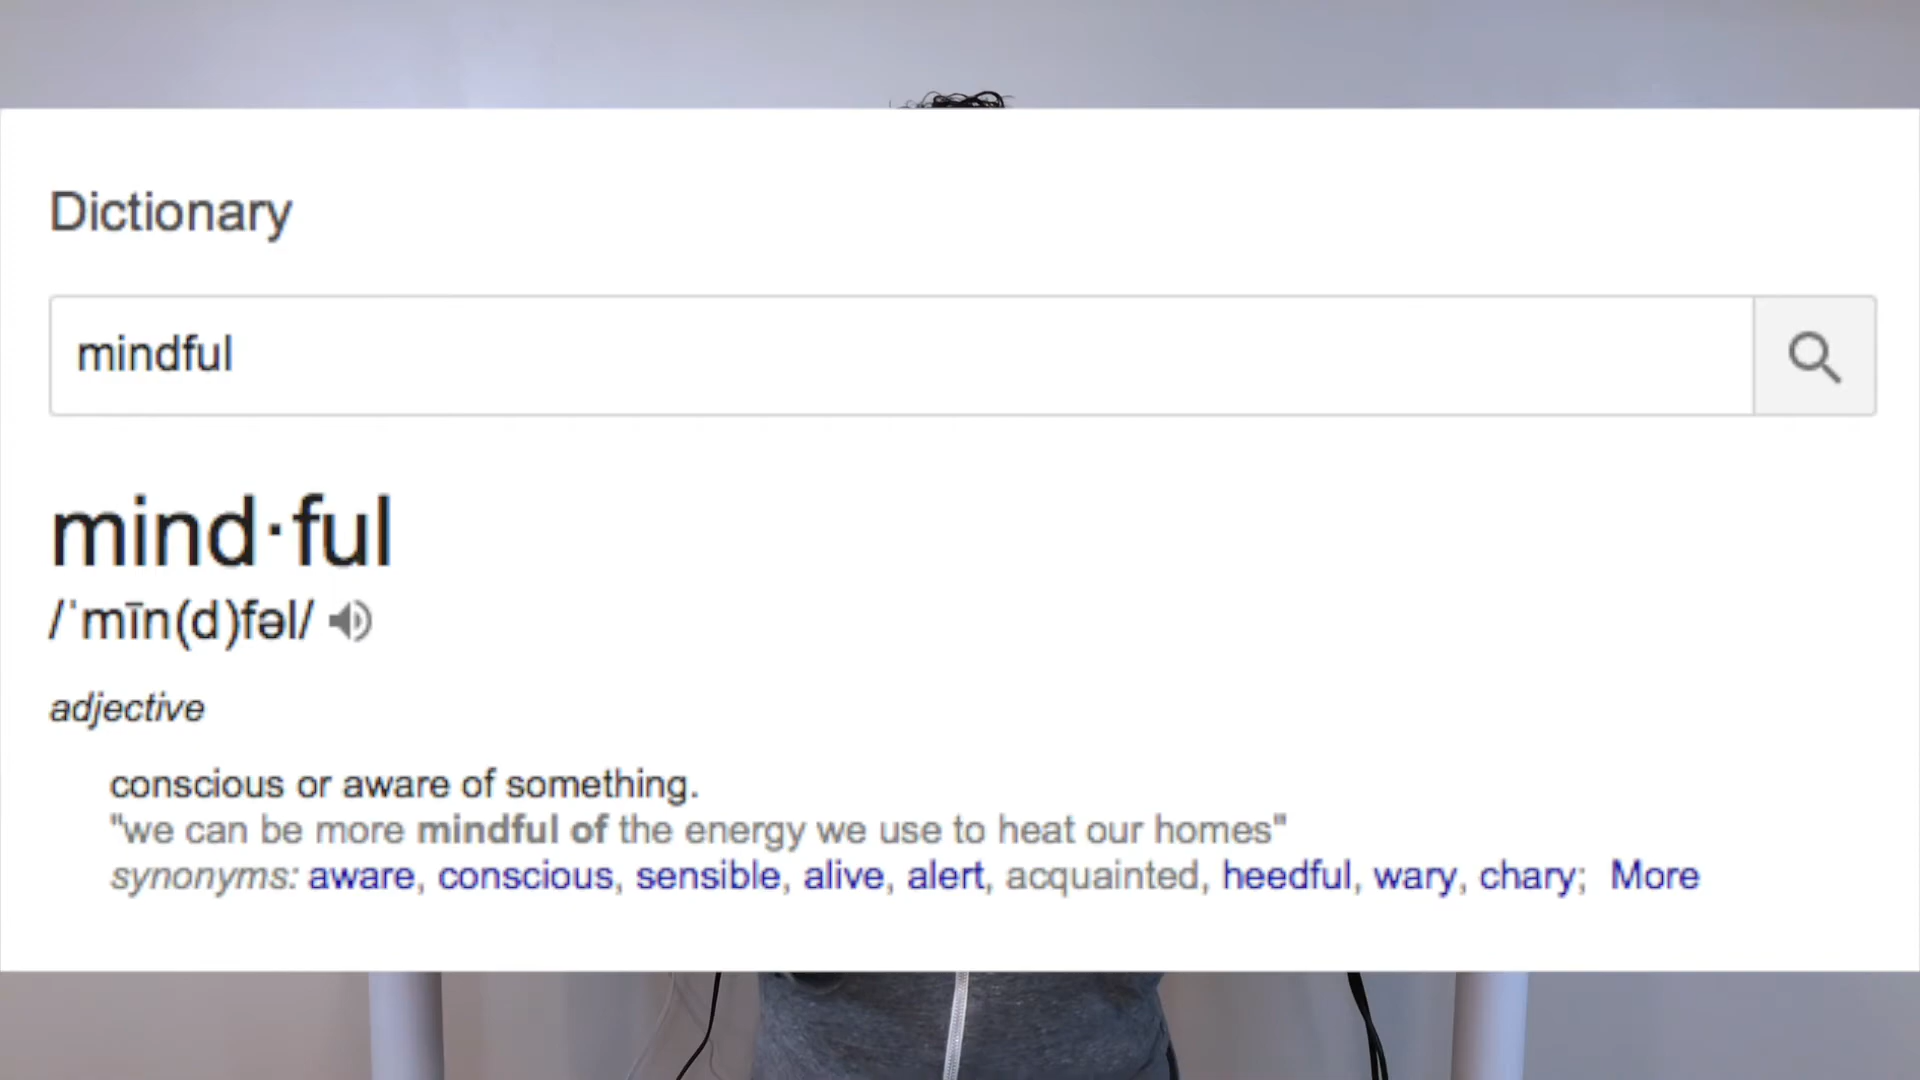 Dictionary
mindful
mind·ful
/ˈmīn(d)fəl/
adjective
conscious or aware of something.
"we can be more mindful of the energy we use to heat our homes"
synonyms: aware, conscious, sensible, alive, alert, acquainted, heedful, wary, chary; More